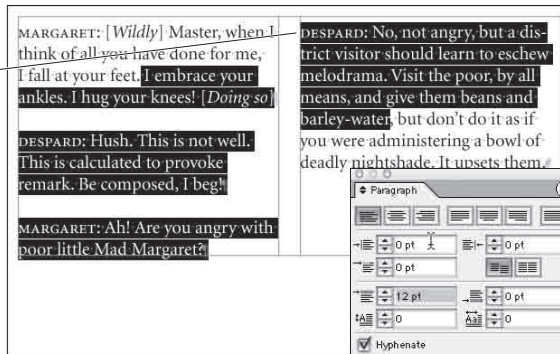 MARGARET: [Wildly] Master, when I
think of all you have done for me,
I fall at your feet. I embrace your
ankles. I hug your knees! [Doing so]
DESPARD: Hush. This is not well.
This is calculated to provoke
remark. Be composed, I beg!¶
MARGARET: Ah! Are you angry with
poor little Mad Margaret?¶
DESPARD: No, not angry, but a dis-
trict visitor should learn to eschew
melodrama. Visit the poor, by all
means, and give them beans and
barley-water, but don't do it as if
you were administering a bowl of
deadly nightshade. It upsets them.#
Paragraph
0 pt
0 pt
0 pt
12 pt
0 pt
0
0
Hyphenate